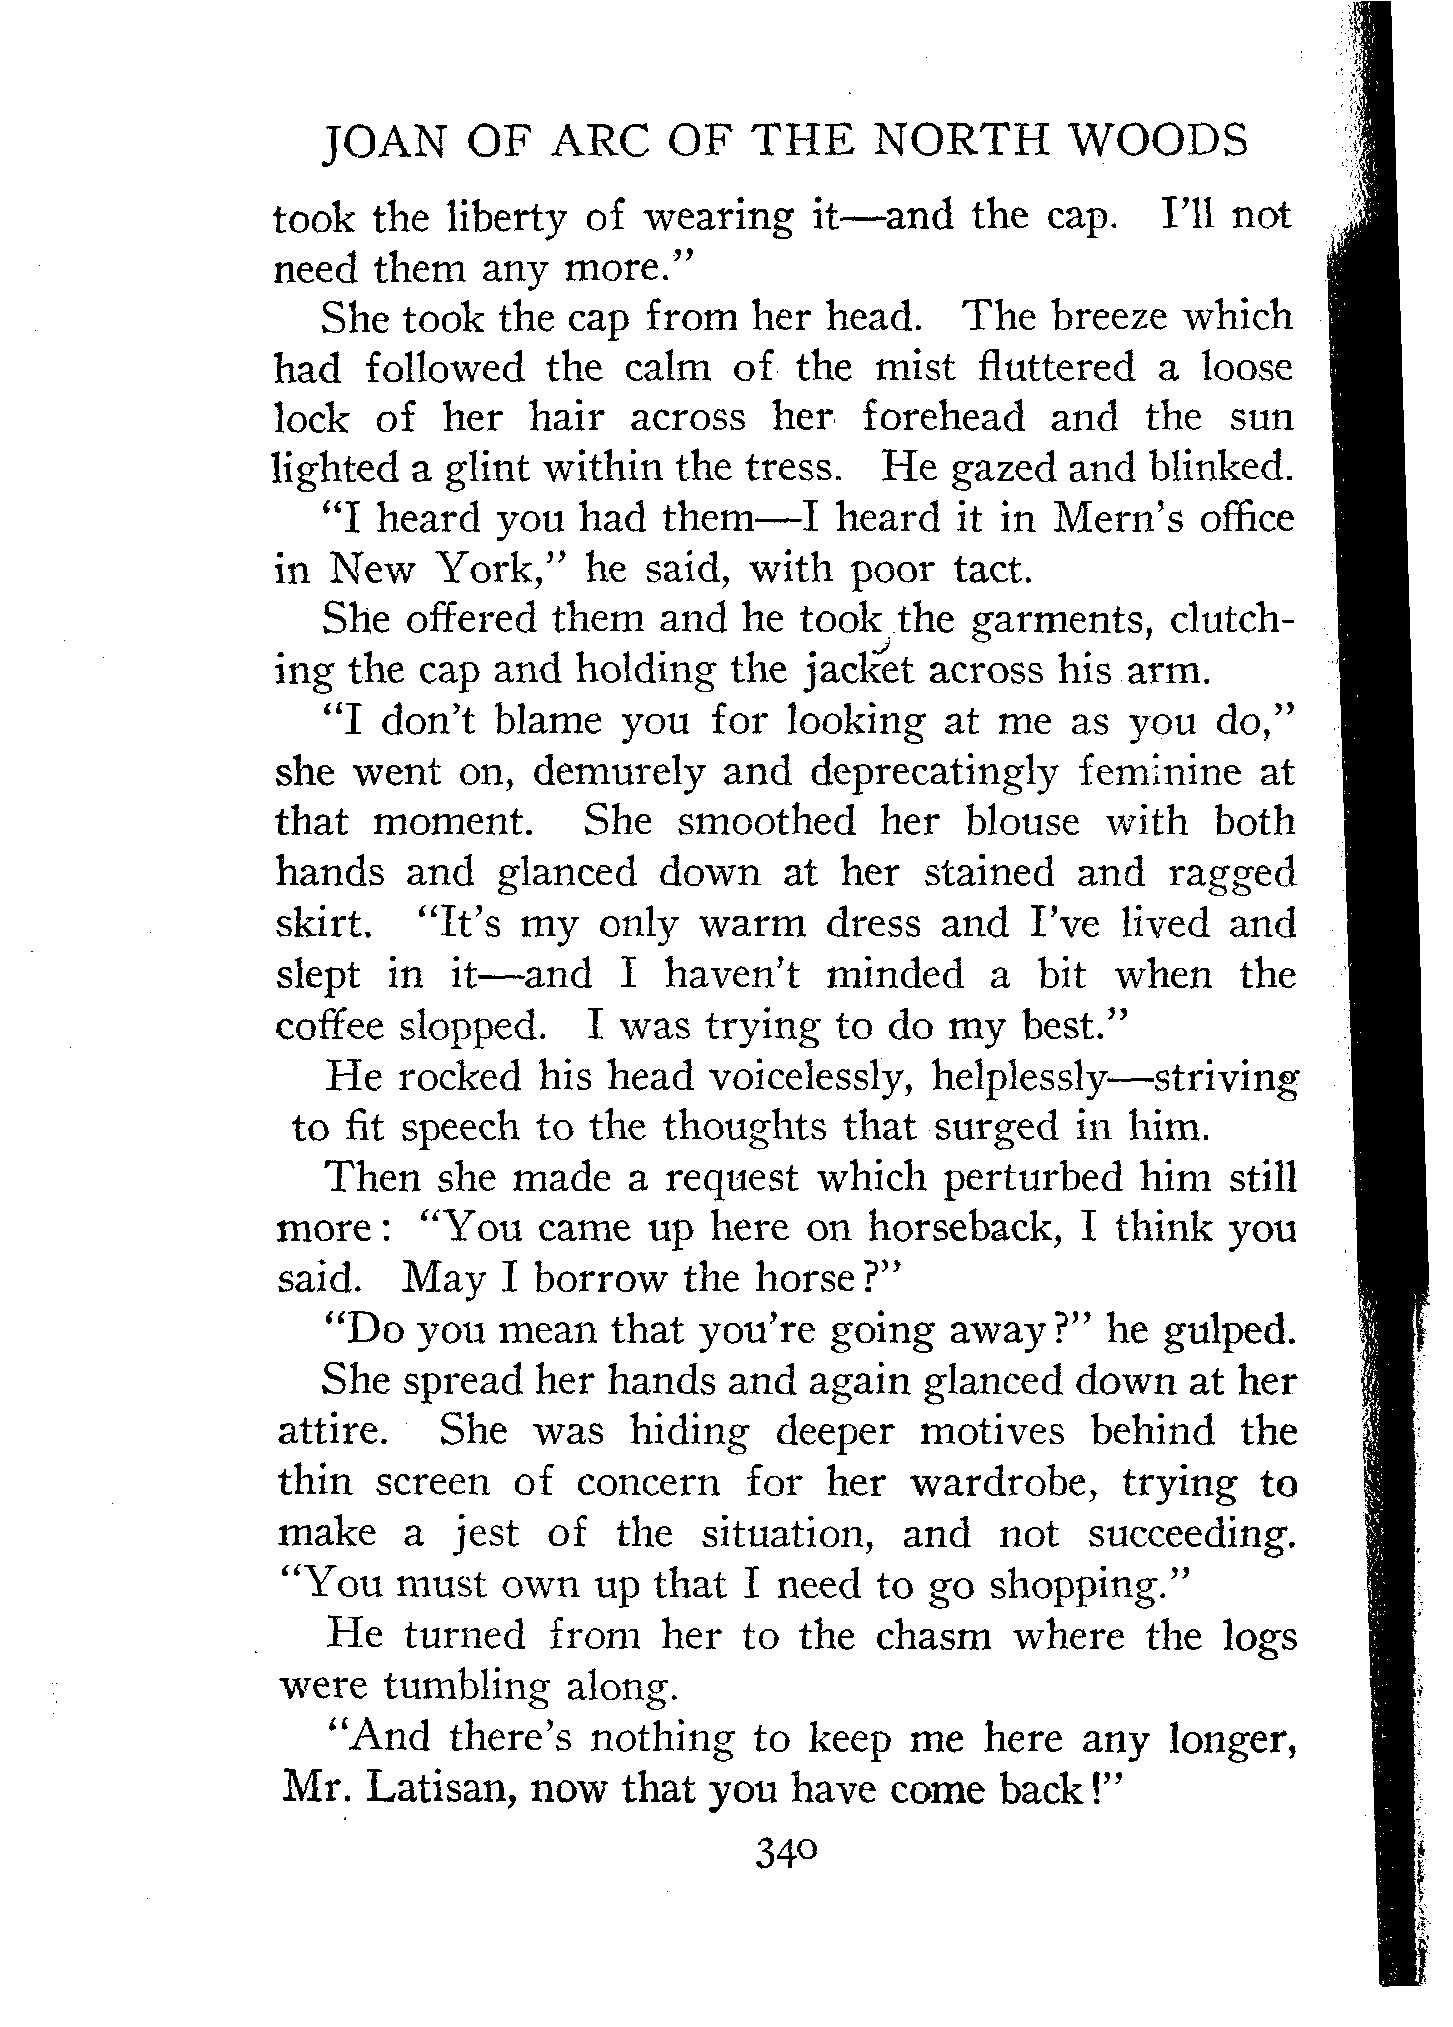 JOAN OF ARC OF THE NORTH WOODS
took the liberty of wearing it—and the cap. I'll not
need them any more."
She took the cap from her head. The breeze which
had followed the calm of the mist fluttered a loose
lock of her hair across her forehead and the sun
lighted a glint within the tress. He gazed and blinked.
"I heard you had them—I heard it in Mern's office
in New York," he said, with poor tact.
She offered them and he took the garments, clutch-
ing the cap and holding the jacket across his arm.
"I don't blame you for looking at me as you do,"
she went on, demurely and deprecatingly feminine at
that moment. She smoothed her blouse with both
hands and glanced down at her stained and ragged
skirt. "It's my only warm dress and I've lived and
slept in it—and I haven't minded a bit when the
coffee slopped. I was trying to do my best."
He rocked his head voicelessly, helplessly—striving
to fit speech to the thoughts that surged in him.
Then she made a request which perturbed him still
more: "You came up here on horseback, I think you
said. May I borrow the horse?"
"Do you mean that you're going away?" he gulped.
She spread her hands and again glanced down at her
attire. She was hiding deeper motives behind the
thin screen of concern for her wardrobe, trying to
make a jest of the situation, and not succeeding.
"You must own up that I need to go shopping."
He turned from her to the chasm where the logs
were tumbling along.
"And there's nothing to keep me here any longer,
Mr. Latisan, now that you have come back!"
340